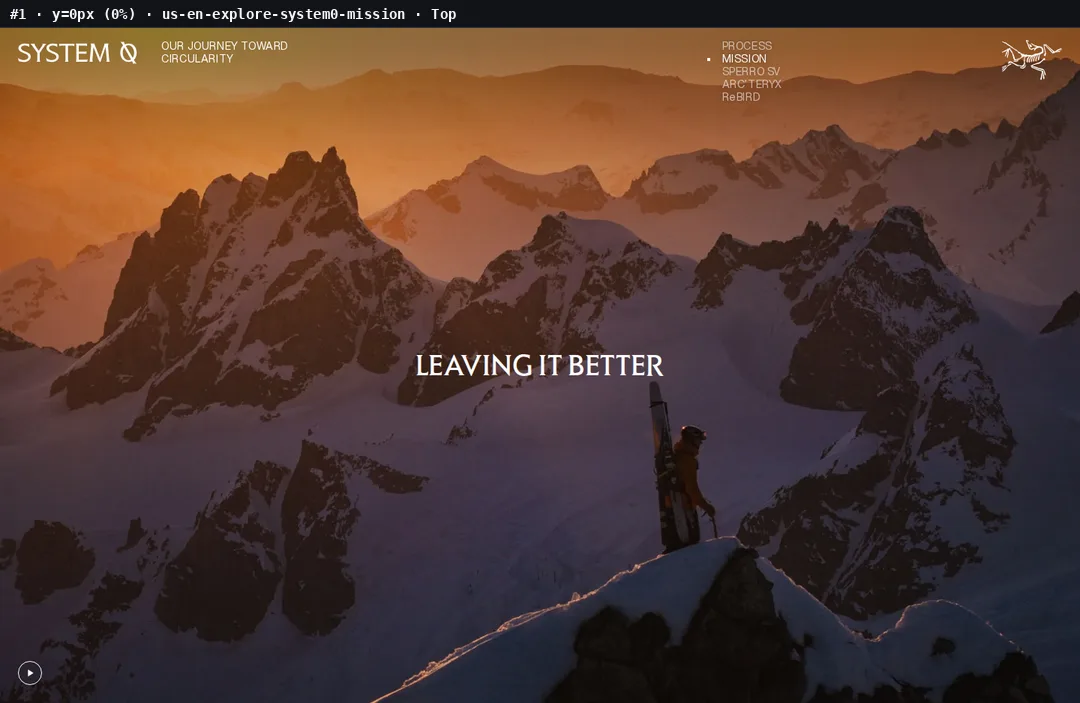 #1 · y=0px (0%) · us-en-explore-system0-mission · Top
SYSTEM 0
OUR JOURNEY TOWARD
CIRCULARITY
PROCESS
MISSION
SPERRO SV
ARC'TERYX
ReBIRD
LEAVING IT BETTER